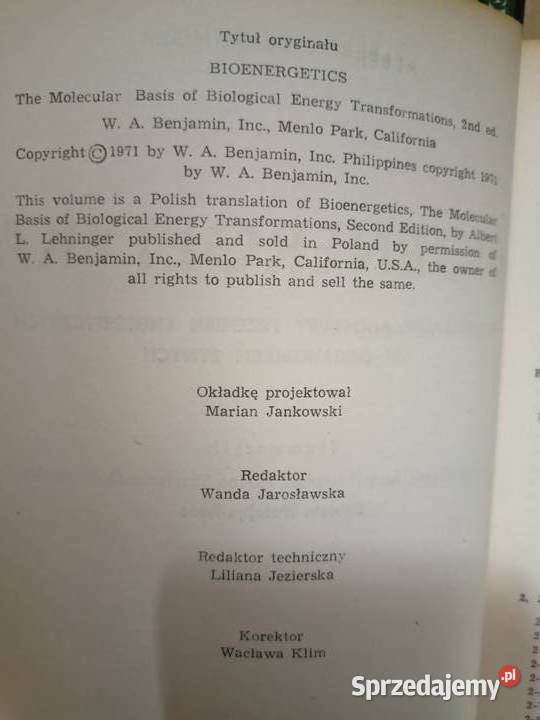 Tytuł oryginału
BIOENERGETICS
The Molecular Basis of Biological Energy Transformations, 2nd ed.
W. A. Benjamin, Inc., Menlo Park, California
Copyright © 1971 by W. A. Benjamin, Inc. Philippines copyright 1971
by W. A. Benjamin, Inc.
This volume is a Polish translation of Bioenergetics, The Molecular
Basis of Biological Energy Transformations, Second Edition, by Albert
L. Lehninger published and sold in Poland by permission of
W. A. Benjamin, Inc., Menlo Park, California, U.S.A., the owner of
all rights to publish and sell the same.
Okładkę projektował
Marian Jankowski
Redaktor
Wanda Jarosławska
Redaktor techniczny
Liliana Jezierska
Korektor
Wacława Klim
2.
Sprzedajemy.pl